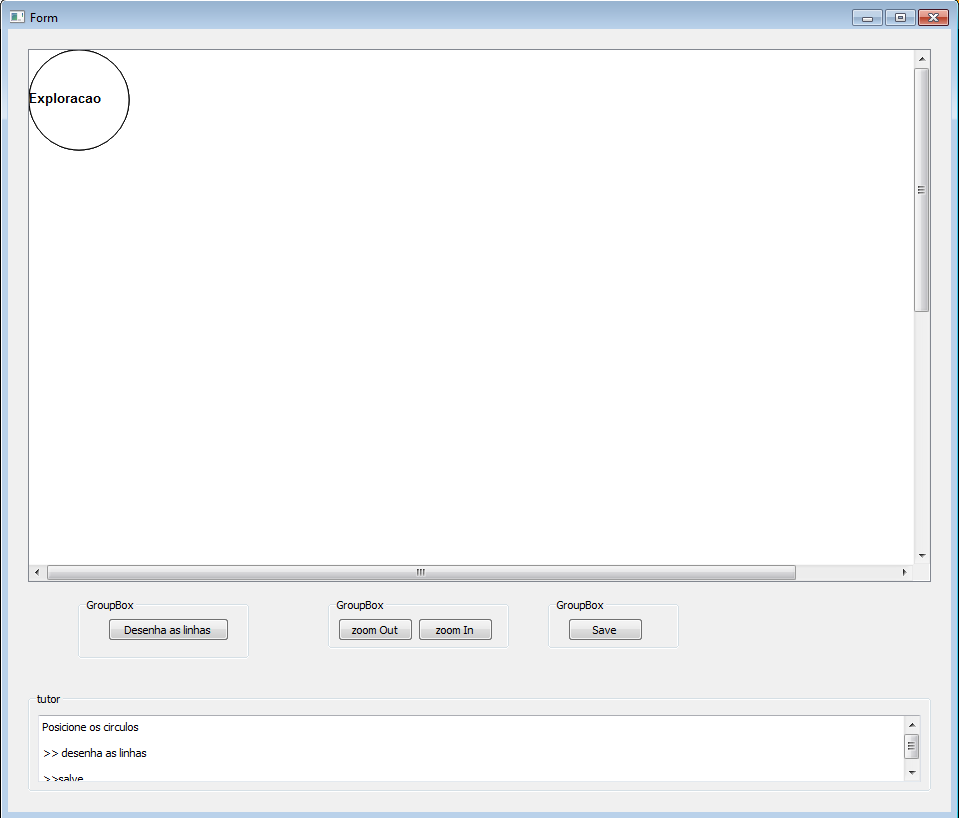 Form
Exploracao
GroupBox
Desenha as linhas
GroupBox
zoom Out
zoom In
GroupBox
Save
tutor
Posicione os circulos
>> desenha as linhas
>>salve